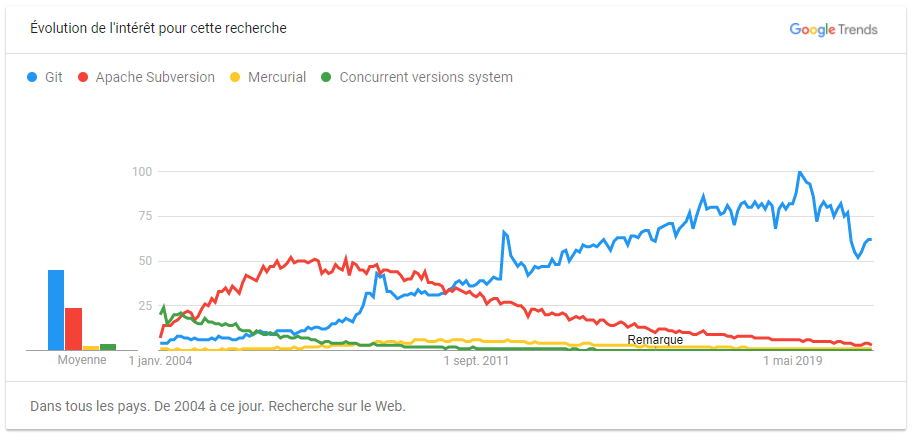 Évolution de l'intérêt pour cette recherche
Google Trends
Git Apache Subversion Mercurial Concurrent versions system
100
75
50
25
Remarque
Moyenne 1 janv. 2004 1 sept. 2011 1 mai 2019
Dans tous les pays. De 2004 à ce jour. Recherche sur le Web.